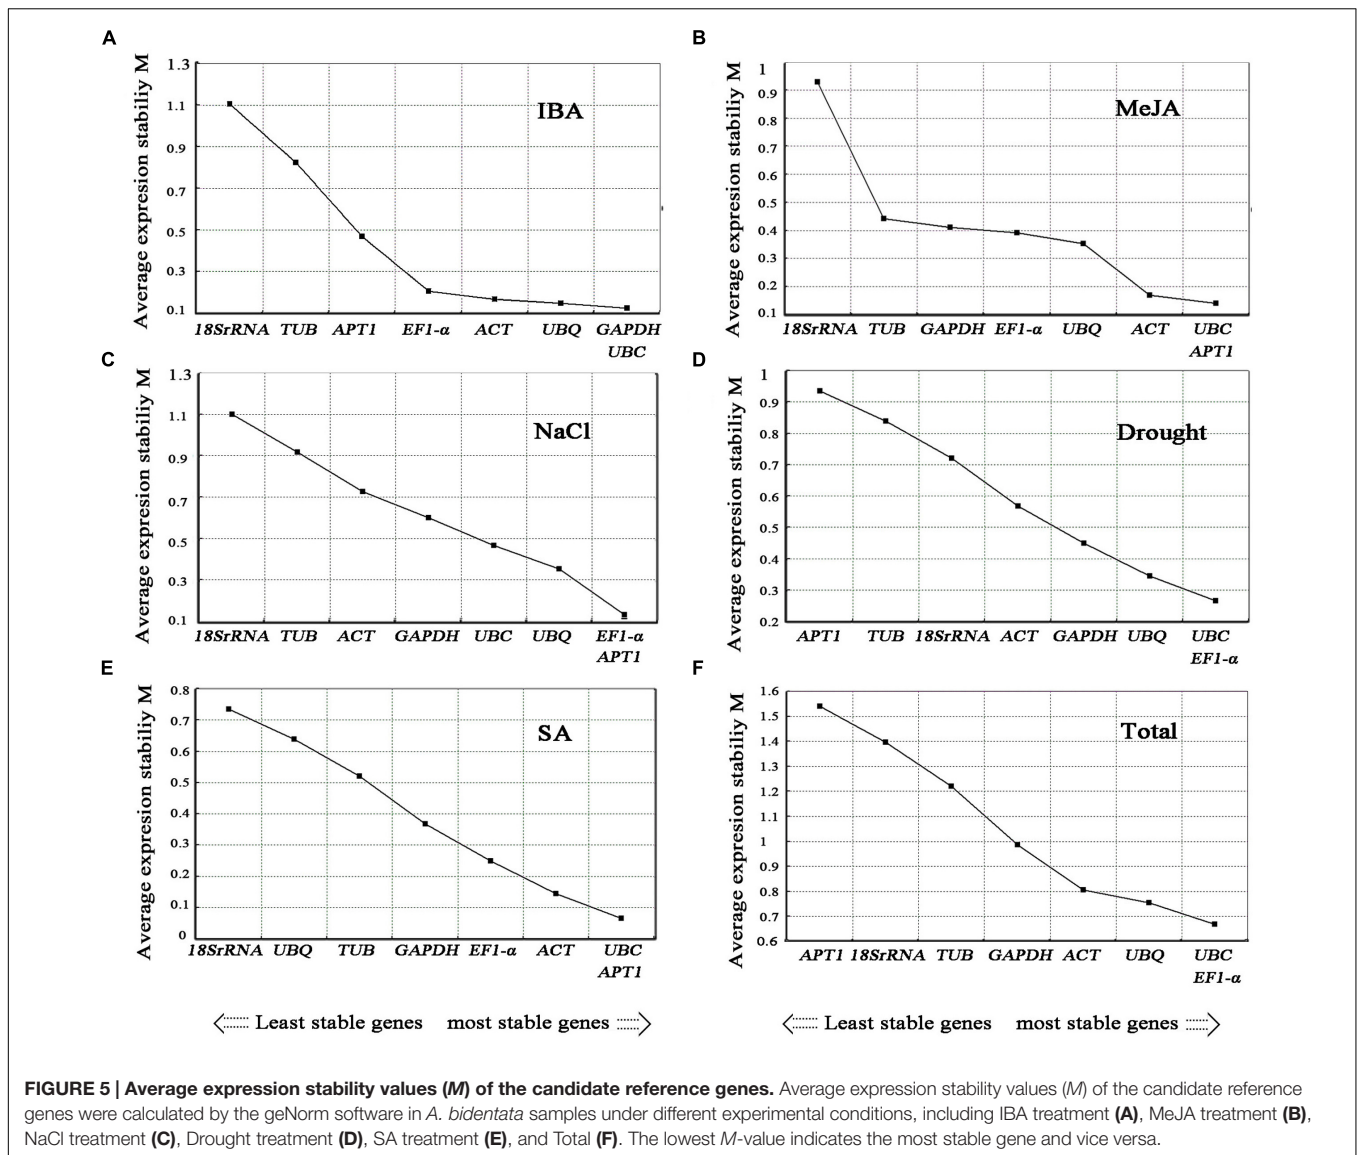 A
Average expresion stabiliy M
1.3
1.1
0.9
0.7
0.5
0.3
0.1
IBA
18SrRNA TUB APT1 EF1-α ACT UBQ GAPDH
UBC
B
Average expresion stabiliy M
1
0.9
0.8
0.7
0.6
0.5
0.4
0.3
0.2
0.1
MeJA
18SrRNA TUB GAPDH EF1-α UBQ ACT UBC
APT1
C
Average expresion stabiliy M
1.3
1.1
0.9
0.7
0.5
0.3
0.1
NaCl
18SrRNA TUB ACT GAPDH UBC UBQ EF1-α
APT1
D
Average expresion stabiliy M
1
0.9
0.8
0.7
0.6
0.5
0.4
0.3
0.2
Drought
APT1 TUB 18SrRNA ACT GAPDH UBQ UBC
EF1-α
E
Average expresion stabiliy M
0.8
0.7
0.6
0.5
0.4
0.3
0.2
0.1
0
SA
18SrRNA UBQ TUB GAPDH EF1-α ACT UBC
APT1
F
Average expresion stabiliy M
1.6
1.5
1.4
1.3
1.2
1.1
1
0.9
0.8
0.7
0.6
Total
APT1 18SrRNA TUB GAPDH ACT UBQ UBC
EF1-α
Least stable genes most stable genes
Least stable genes most stable genes
FIGURE 5 | Average expression stability values (M) of the candidate reference genes. Average expression stability values (M) of the candidate reference
genes were calculated by the geNorm software in A. bidentata samples under different experimental conditions, including IBA treatment (A), MeJA treatment (B),
NaCl treatment (C), Drought treatment (D), SA treatment (E), and Total (F). The lowest M-value indicates the most stable gene and vice versa.